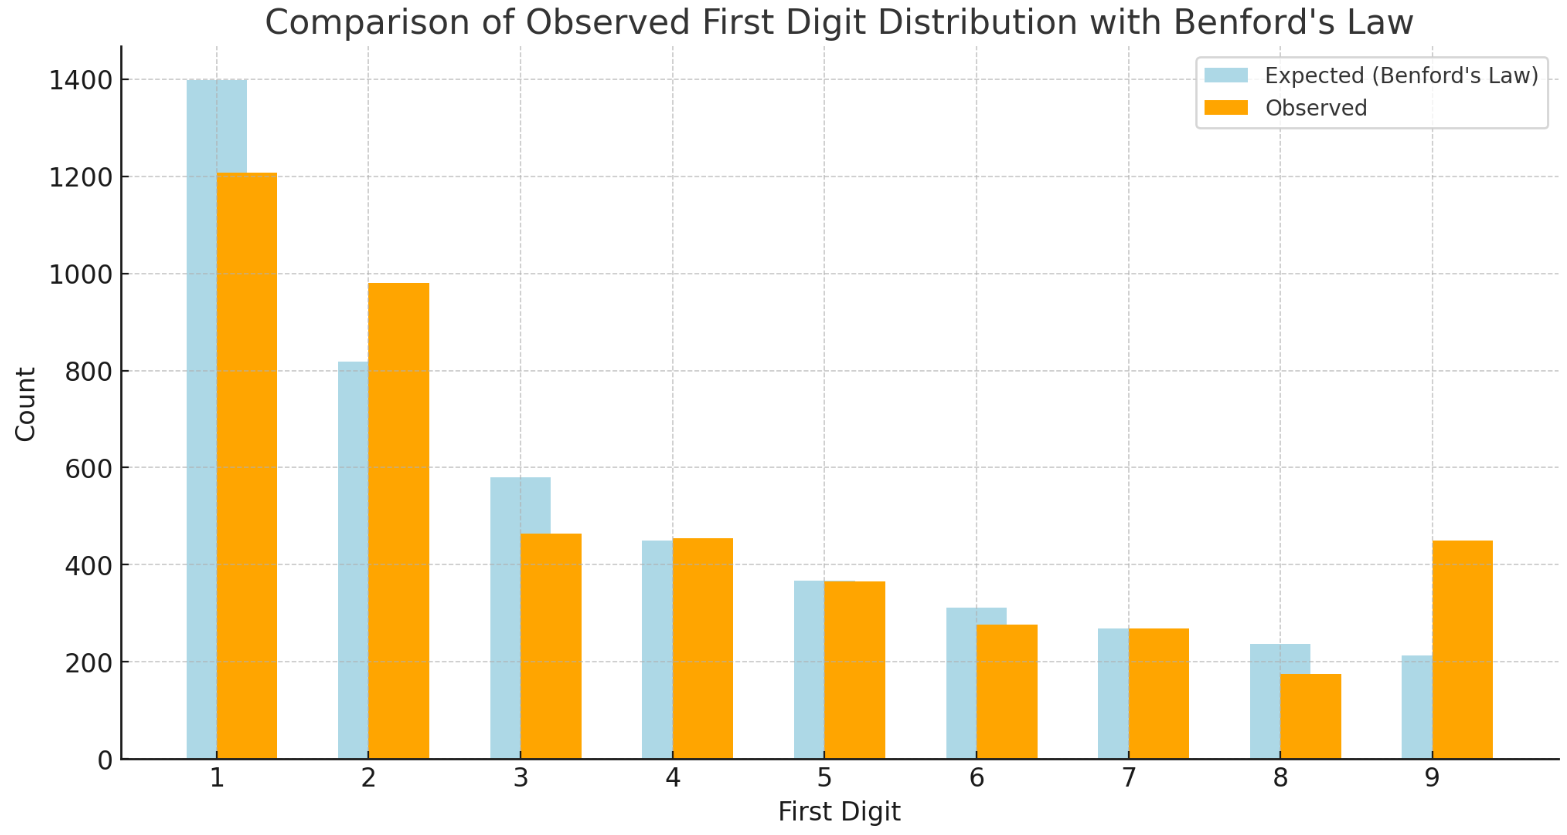 Comparison of Observed First Digit Distribution with Benford's Law
Expected (Benford's Law)
Observed
1400
1200
1000
800
600
400
200
0
Count
1 2 3 4 5 6 7 8 9
First Digit